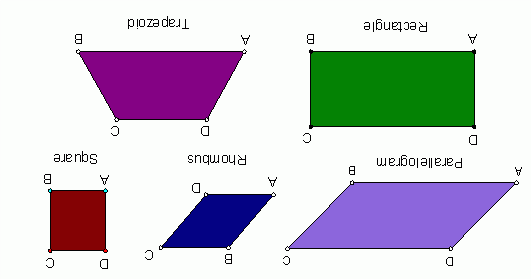 D C B C D C
A B A D A B
Parallelogram Rhombus Square
D C D C
A B A B
Rectangle Trapezoid